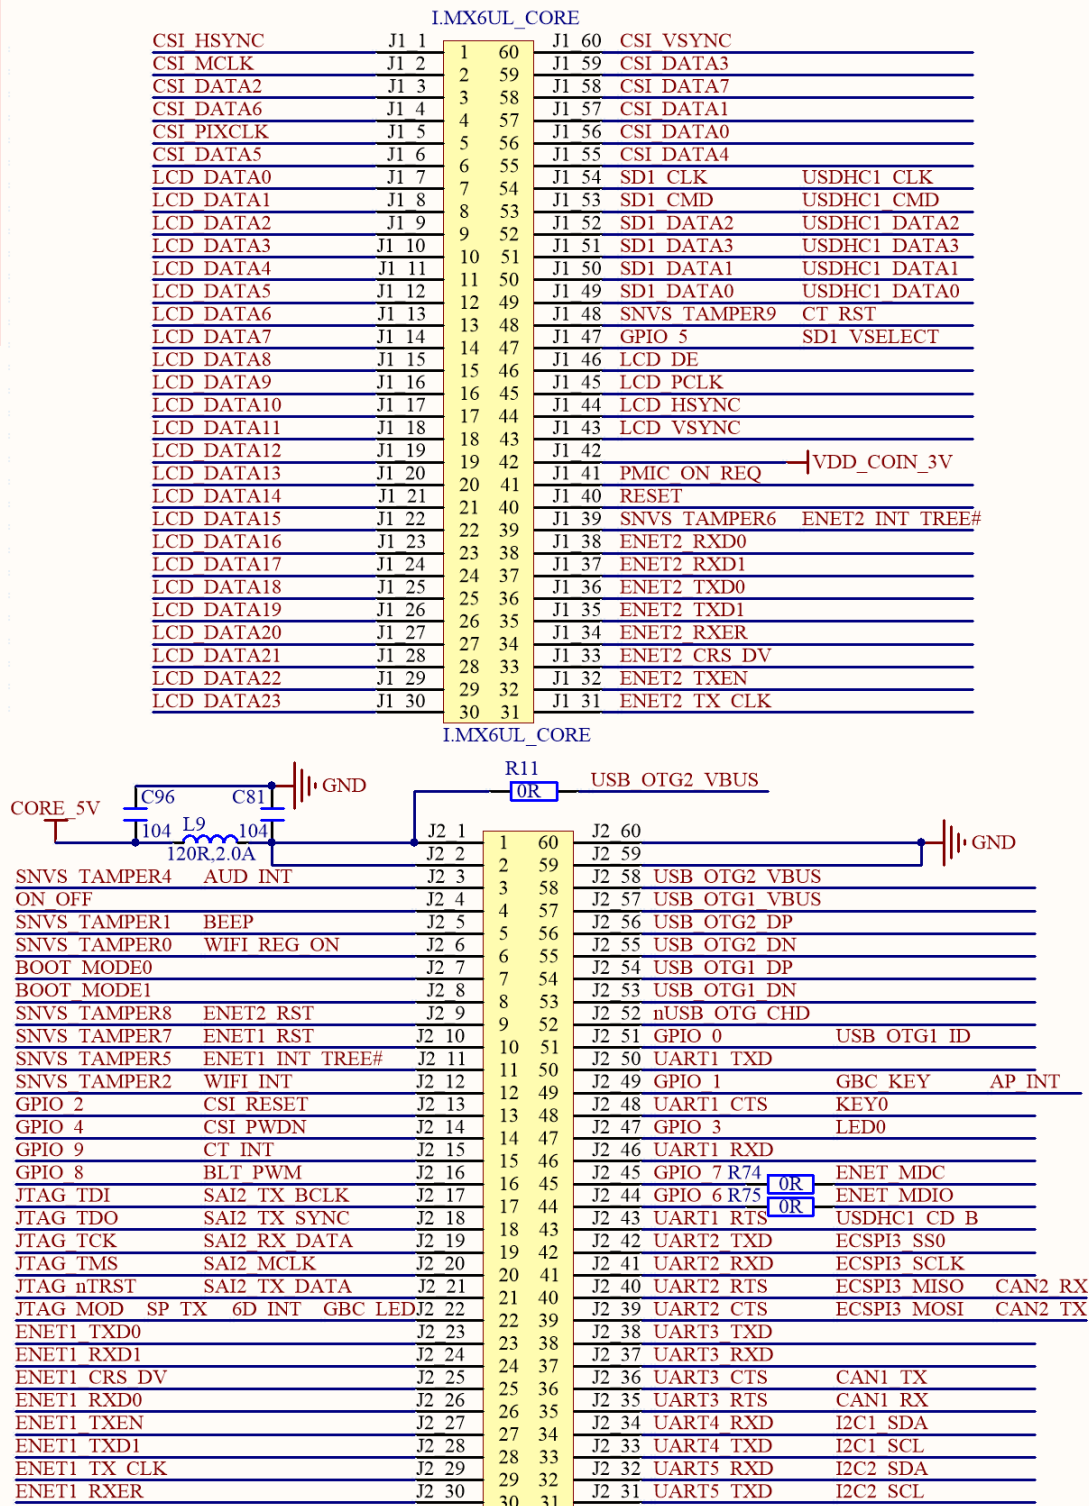 I.MX6UL_CORE
CSI_HSYNC J1_1 1 60 J1_60 CSI_VSYNC
CSI_MCLK J1_2 2 59 J1_59 CSI_DATA3
CSI_DATA2 J1_3 3 58 J1_58 CSI_DATA7
CSI_DATA6 J1_4 4 57 J1_57 CSI_DATA1
CSI_PIXCLK J1_5 5 56 J1_56 CSI_DATA0
CSI_DATA5 J1_6 6 55 J1_55 CSI_DATA4
LCD_DATA0 J1_7 7 54 J1_54 SD1_CLK USDHC1_CLK
LCD_DATA1 J1_8 8 53 J1_53 SD1_CMD USDHC1_CMD
LCD_DATA2 J1_9 9 52 J1_52 SD1_DATA2 USDHC1_DATA2
LCD_DATA3 J1_10 10 51 J1_51 SD1_DATA3 USDHC1_DATA3
LCD_DATA4 J1_11 11 50 J1_50 SD1_DATA1 USDHC1_DATA1
LCD_DATA5 J1_12 12 49 J1_49 SD1_DATA0 USDHC1_DATA0
LCD_DATA6 J1_13 13 48 J1_48 SNVS_TAMPER9 CT_RST
LCD_DATA7 J1_14 14 47 J1_47 GPIO_5 SD1_VSELECT
LCD_DATA8 J1_15 15 46 J1_46 LCD_DE
LCD_DATA9 J1_16 16 45 J1_45 LCD_PCLK
LCD_DATA10 J1_17 17 44 J1_44 LCD_HSYNC
LCD_DATA11 J1_18 18 43 J1_43 LCD_VSYNC
LCD_DATA12 J1_19 19 42 J1_42 VDD_COIN_3V
LCD_DATA13 J1_20 20 41 J1_41 PMIC_ON_REQ
LCD_DATA14 J1_21 21 40 J1_40 RESET
LCD_DATA15 J1_22 22 39 J1_39 SNVS_TAMPER6 ENET2_INT_TREE#
LCD_DATA16 J1_23 23 38 J1_38 ENET2_RXD0
LCD_DATA17 J1_24 24 37 J1_37 ENET2_RXD1
LCD_DATA18 J1_25 25 36 J1_36 ENET2_TXD0
LCD_DATA19 J1_26 26 35 J1_35 ENET2_TXD1
LCD_DATA20 J1_27 27 34 J1_34 ENET2_RXER
LCD_DATA21 J1_28 28 33 J1_33 ENET2_CRS_DV
LCD_DATA22 J1_29 29 32 J1_32 ENET2_TXEN
LCD_DATA23 J1_30 30 31 J1_31 ENET2_TX_CLK
I.MX6UL_CORE
R11 USB_OTG2_VBUS
GND
0R
C96 C81
CORE_5V
104 L9 104
120R,2.0A
J2_1 1 60 J2_60 GND
J2_2 2 59 J2_59
SNVS_TAMPER4 AUD_INT J2_3 3 58 J2_58 USB_OTG2_VBUS
ON_OFF J2_4 4 57 J2_57 USB_OTG1_VBUS
SNVS_TAMPER1 BEEP J2_5 5 56 J2_56 USB_OTG2_DP
SNVS_TAMPER0 WIFI_REG_ON J2_6 6 55 J2_55 USB_OTG2_DN
BOOT_MODE0 J2_7 7 54 J2_54 USB_OTG1_DP
BOOT_MODE1 J2_8 8 53 J2_53 USB_OTG1_DN
SNVS_TAMPER8 ENET2_RST J2_9 9 52 J2_52 nUSB_OTG_CHD
SNVS_TAMPER7 ENET1_RST J2_10 10 51 J2_51 GPIO_0 USB_OTG1_ID
SNVS_TAMPER5 ENET1_INT_TREE# J2_11 11 50 J2_50 UART1_TXD
SNVS_TAMPER2 WIFI_INT J2_12 12 49 J2_49 GPIO_1 GBC_KEY AP_INT
GPIO_2 CSI_RESET J2_13 13 48 J2_48 UART1_CTS KEY0
GPIO_4 CSI_PWDN J2_14 14 47 J2_47 GPIO_3 LED0
GPIO_9 CT_INT J2_15 15 46 J2_46 UART1_RXD
GPIO_8 BLT_PWM J2_16 16 45 J2_45 GPIO_7 R74 0R ENET_MDC
JTAG_TDI SAI2_TX_BCLK J2_17 17 44 J2_44 GPIO_6 R75 0R ENET_MDIO
JTAG_TDO SAI2_TX_SYNC J2_18 18 43 J2_43 UART1_RTS USDHC1_CD_B
JTAG_TCK SAI2_RX_DATA J2_19 19 42 J2_42 UART2_TXD ECSPI3_SS0
JTAG_TMS SAI2_MCLK J2_20 20 41 J2_41 UART2_RXD ECSPI3_SCLK
JTAG_nTRST SAI2_TX_DATA J2_21 21 40 J2_40 UART2_RTS ECSPI3_MISO CAN2_RX
JTAG_MOD SP_TX 6D_INT GBC_LED J2_22 22 39 J2_39 UART2_CTS ECSPI3_MOSI CAN2_TX
ENET1_TXD0 J2_23 23 38 J2_38 UART3_TXD
ENET1_RXD1 J2_24 24 37 J2_37 UART3_RXD
ENET1_CRS_DV J2_25 25 36 J2_36 UART3_CTS CAN1_TX
ENET1_RXD0 J2_26 26 35 J2_35 UART3_RTS CAN1_RX
ENET1_TXEN J2_27 27 34 J2_34 UART4_RXD I2C1_SDA
ENET1_TXD1 J2_28 28 33 J2_33 UART4_TXD I2C1_SCL
ENET1_TX_CLK J2_29 29 32 J2_32 UART5_RXD I2C2_SDA
ENET1_RXER J2_30 30 31 J2_31 UART5_TXD I2C2_SCL